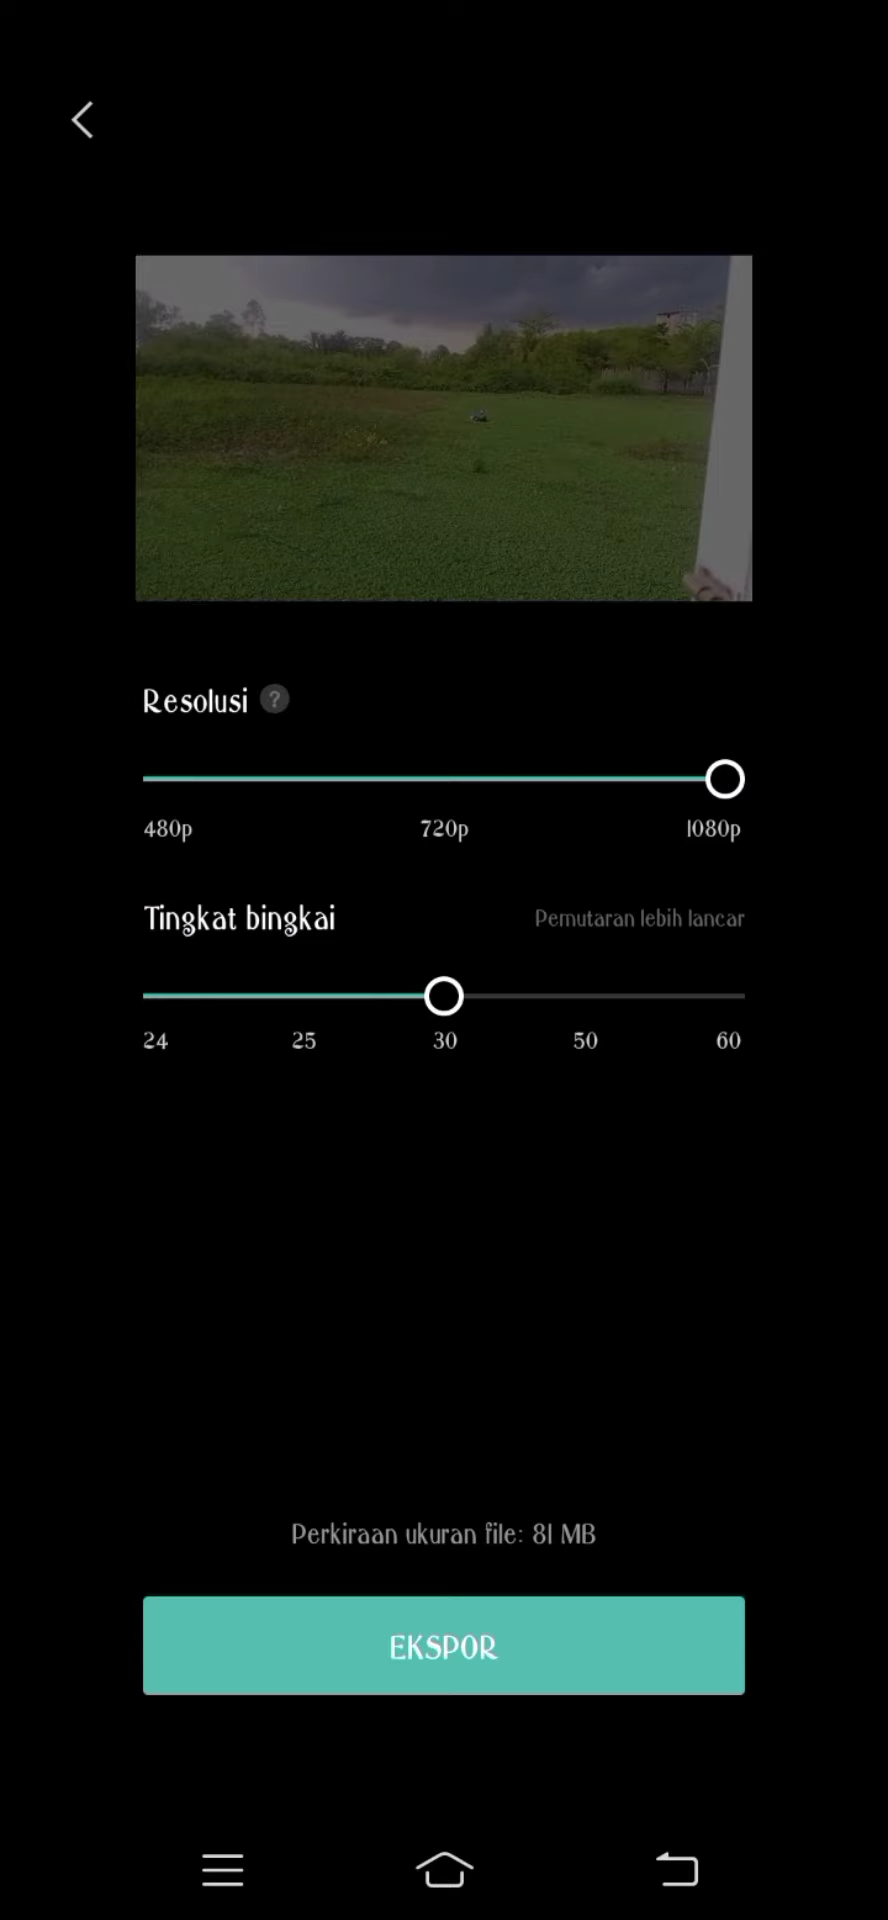 Resolusi ?
480p 720p 1080p
Tingkat bingkai Pemutaran lebih lancar
24 25 30 50 60
Perkiraan ukuran file: 81 MB
EKSPOR